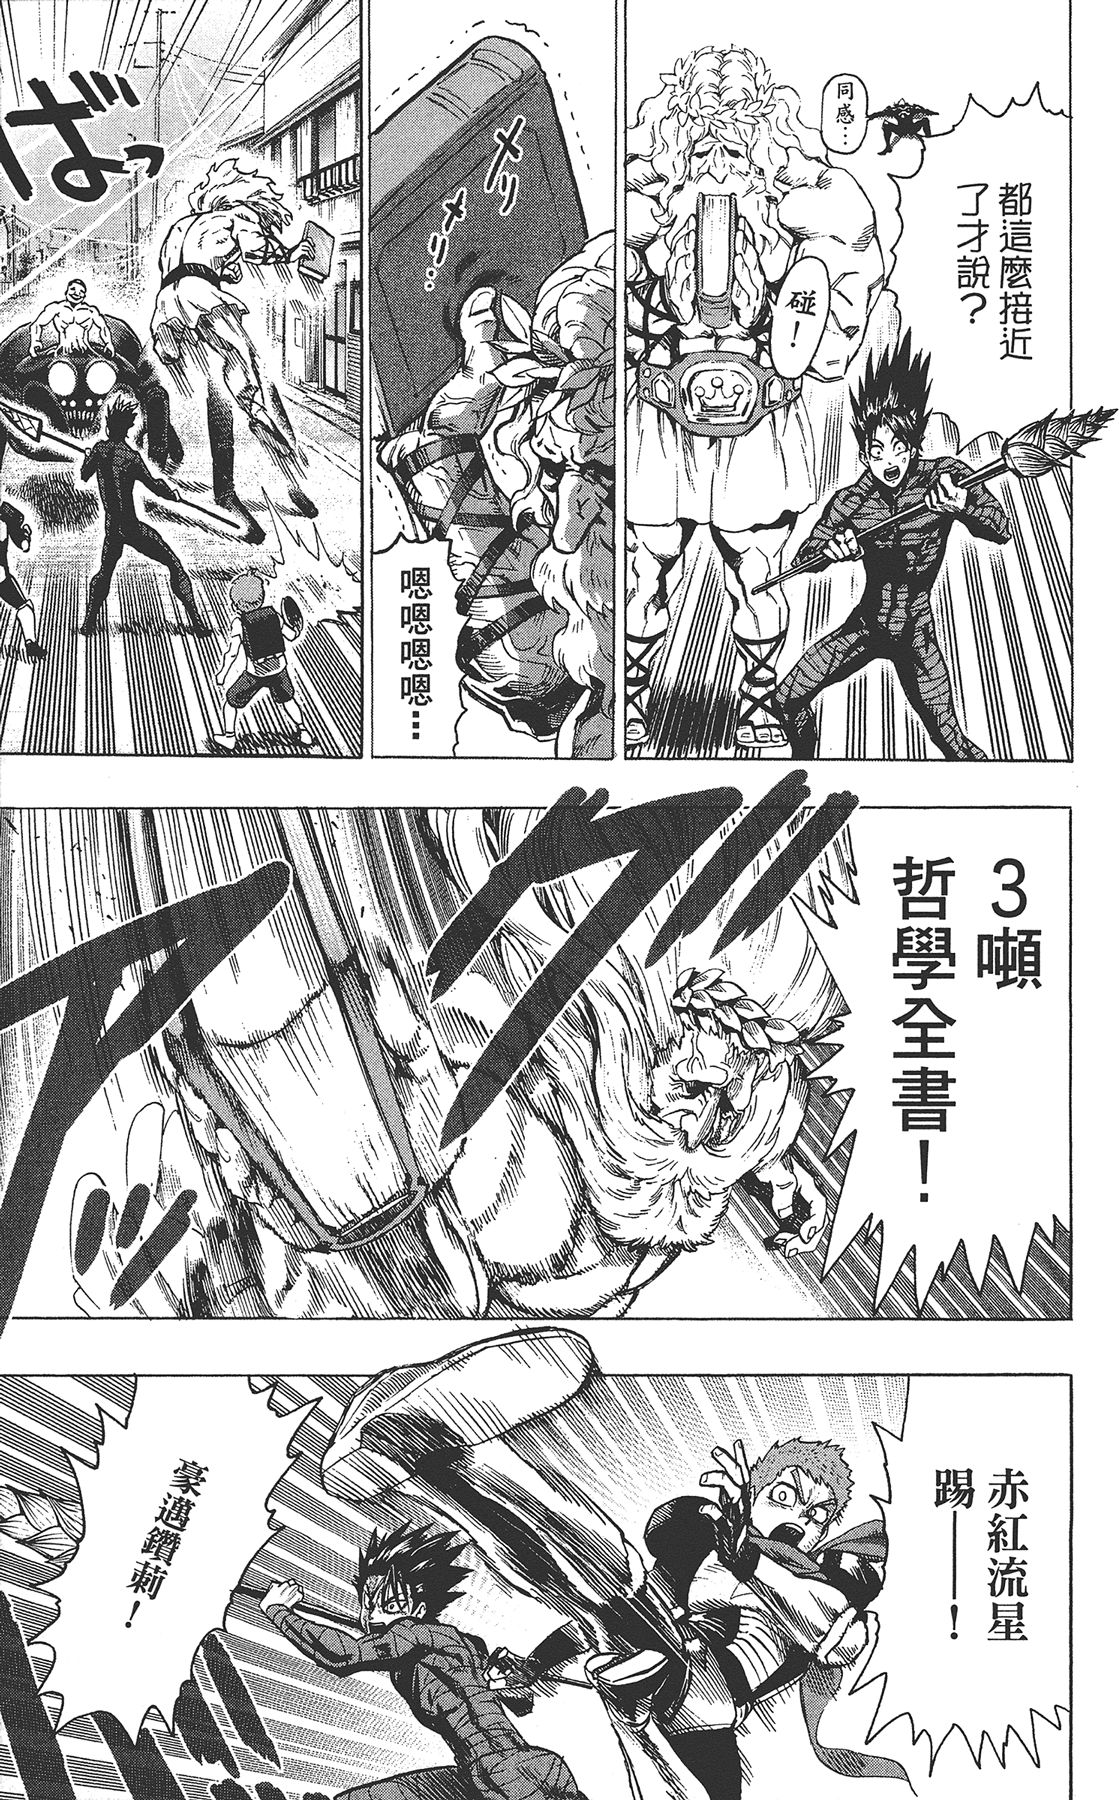 都這麼接近
了才說？
同感…
碰！
メリ
メリ…
嗯嗯嗯嗯…
ばっ
3噸
哲學全書！
赤紅流星
踢——！
豪邁鑽莿！